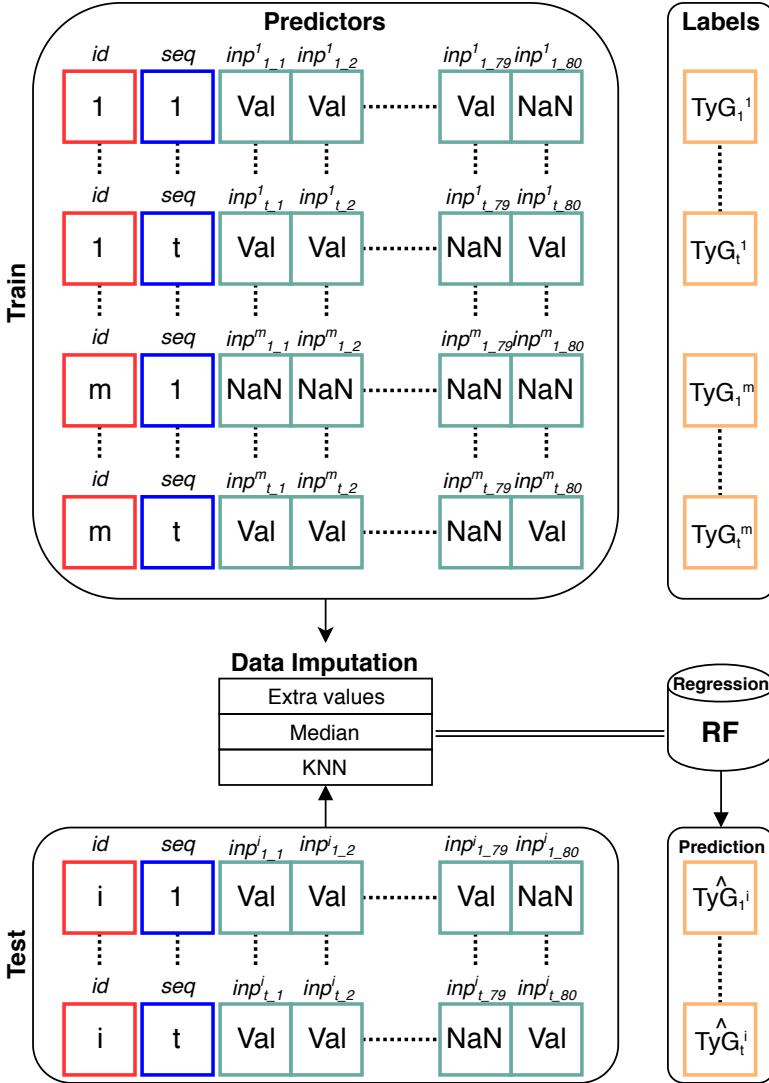 Predictors Labels
id seq inp¹₁_₁ inp¹₁_₂ inp¹₁_₇₉ inp¹₁_₈₀
1 1 Val Val Val NaN TyG₁¹
id seq inp¹ₜ_₁ inp¹ₜ_₂ inp¹ₜ_₇₉ inp¹ₜ_₈₀
1 t Val Val NaN Val TyGₜ¹
Train
id seq inpᵐ₁_₁ inpᵐ₁_₂ inpᵐ₁_₇₉ inpᵐ₁_₈₀
m 1 NaN NaN NaN NaN TyG₁ᵐ
id seq inpᵐₜ_₁ inpᵐₜ_₂ inpᵐₜ_₇₉ inpᵐₜ_₈₀
m t Val Val NaN Val TyGₜᵐ
Data Imputation
Extra values
Median
KNN
Regression
RF
Prediction
id seq inpⁱ₁_₁ inpⁱ₁_₂ inpⁱ₁_₇₉ inpⁱ₁_₈₀
i 1 Val Val Val NaN TyĜ₁ⁱ
Test
id seq inpⁱₜ_₁ inpⁱₜ_₂ inpⁱₜ_₇₉ inpⁱₜ_₈₀
i t Val Val NaN Val TyĜₜⁱ